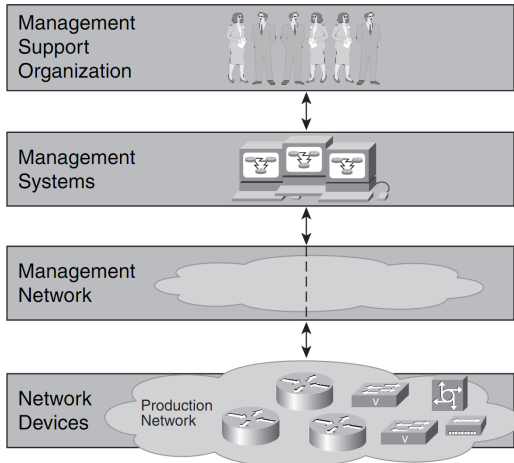 Management
Support
Organization
Management
Systems
Management
Network
Network
Devices
Production
Network
V
V